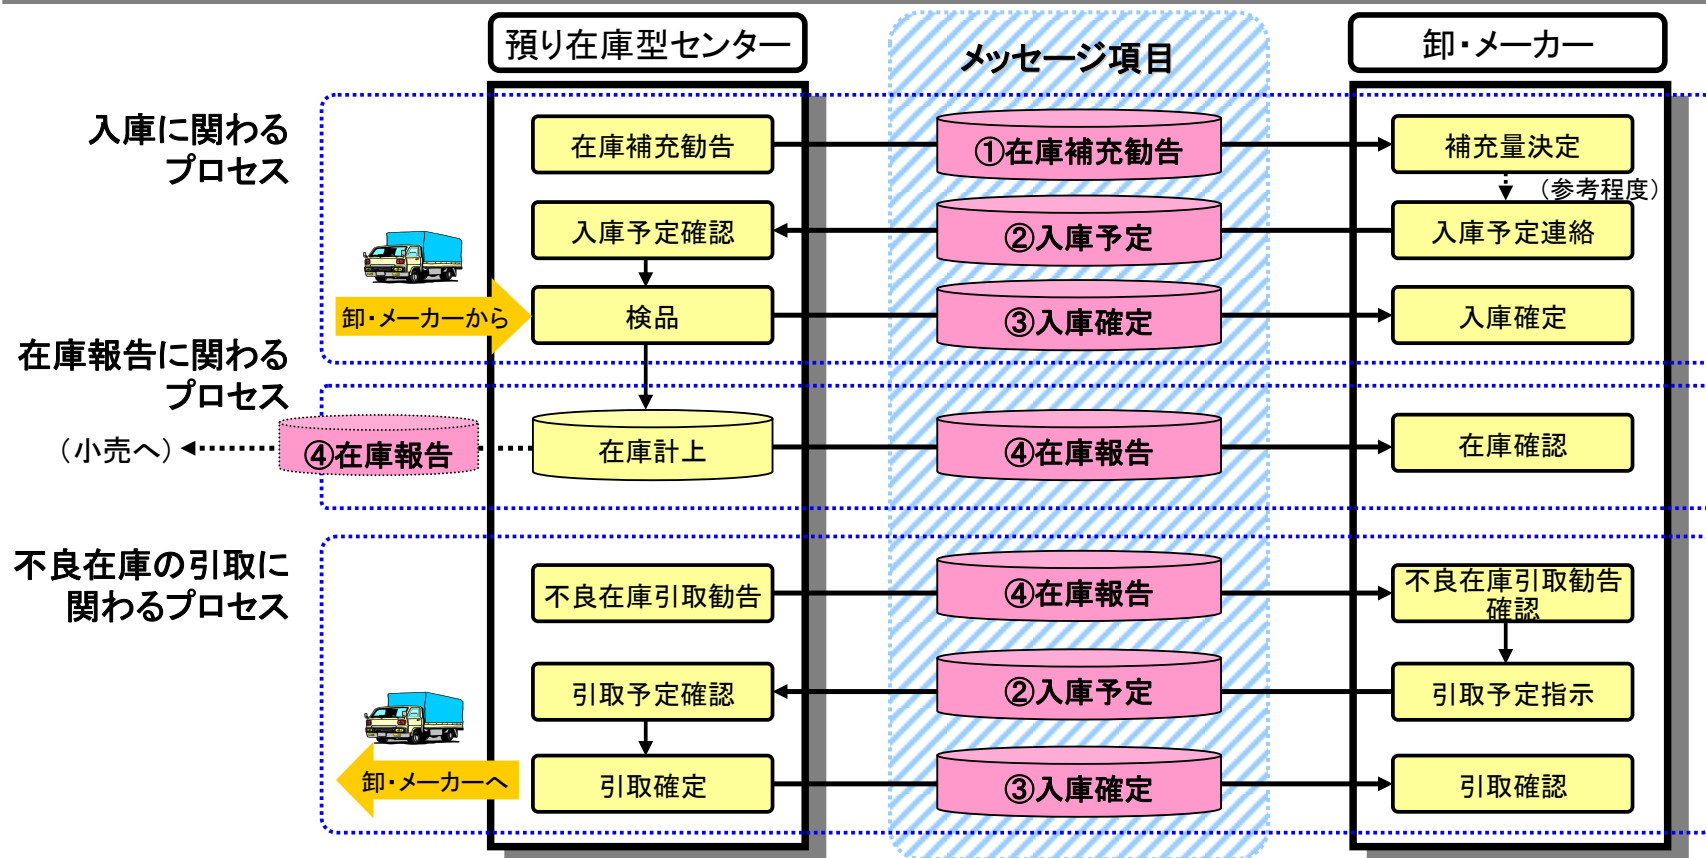 預り在庫型センター
メッセージ項目
卸・メーカー
入庫に関わる
プロセス
在庫補充勧告
①在庫補充勧告
補充量決定
（参考程度）
入庫予定確認
②入庫予定
入庫予定連絡
卸・メーカーから
検品
③入庫確定
入庫確定
在庫報告に関わる
プロセス
（小売へ）
④在庫報告
在庫計上
④在庫報告
在庫確認
不良在庫の引取に
関わるプロセス
不良在庫引取勧告
④在庫報告
不良在庫引取勧告
確認
引取予定確認
②入庫予定
引取予定指示
卸・メーカーへ
引取確定
③入庫確定
引取確認